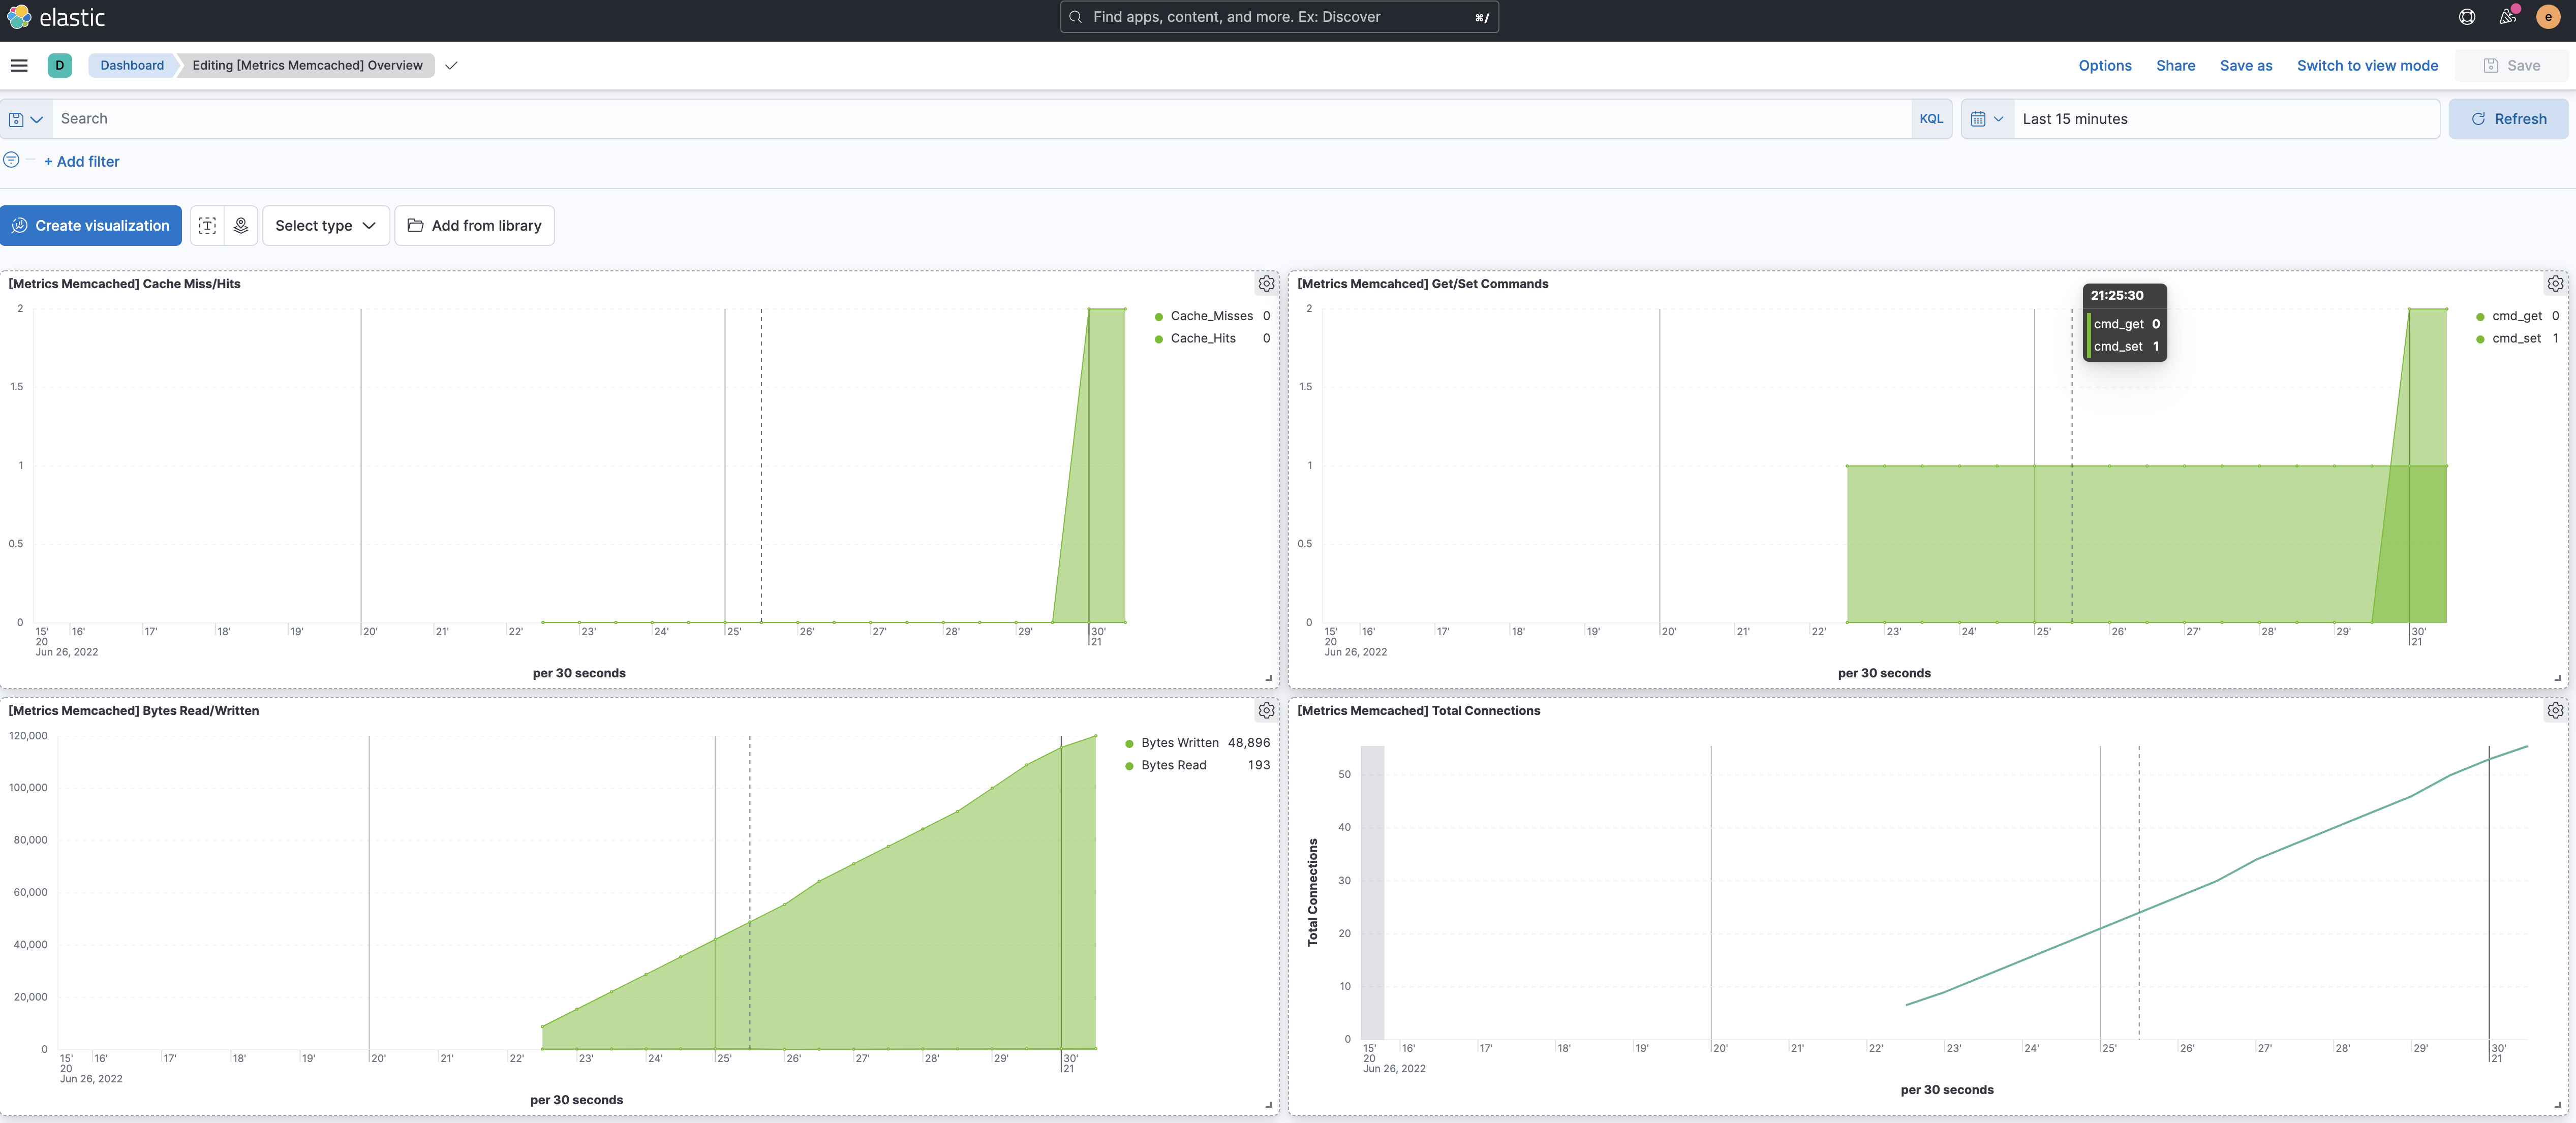 elastic
Find apps, content, and more. Ex: Discover ⌘/
e
D Dashboard Editing [Metrics Memcached] Overview
Options Share Save as Switch to view mode Save
Search KQL Last 15 minutes Refresh
+ Add filter
Create visualization Select type Add from library
[Metrics Memcached] Cache Miss/Hits
2
1.5
1
0.5
0
15' 16' 17' 18' 19' 20' 21' 22' 23' 24' 25' 26' 27' 28' 29' 30'
20 21
Jun 26, 2022
per 30 seconds
Cache_Misses 0
Cache_Hits 0
[Metrics Memcahced] Get/Set Commands
2
1.5
1
0.5
0
15' 16' 17' 18' 19' 20' 21' 22' 23' 24' 25' 26' 27' 28' 29' 30'
20 21
Jun 26, 2022
per 30 seconds
21:25:30
cmd_get 0
cmd_set 1
cmd_get 0
cmd_set 1
[Metrics Memcached] Bytes Read/Written
120,000
100,000
80,000
60,000
40,000
20,000
0
15' 16' 17' 18' 19' 20' 21' 22' 23' 24' 25' 26' 27' 28' 29' 30'
20 21
Jun 26, 2022
per 30 seconds
Bytes Written 48,896
Bytes Read 193
[Metrics Memcached] Total Connections
Total Connections
50
40
30
20
10
0
15' 16' 17' 18' 19' 20' 21' 22' 23' 24' 25' 26' 27' 28' 29' 30'
20 21
Jun 26, 2022
per 30 seconds